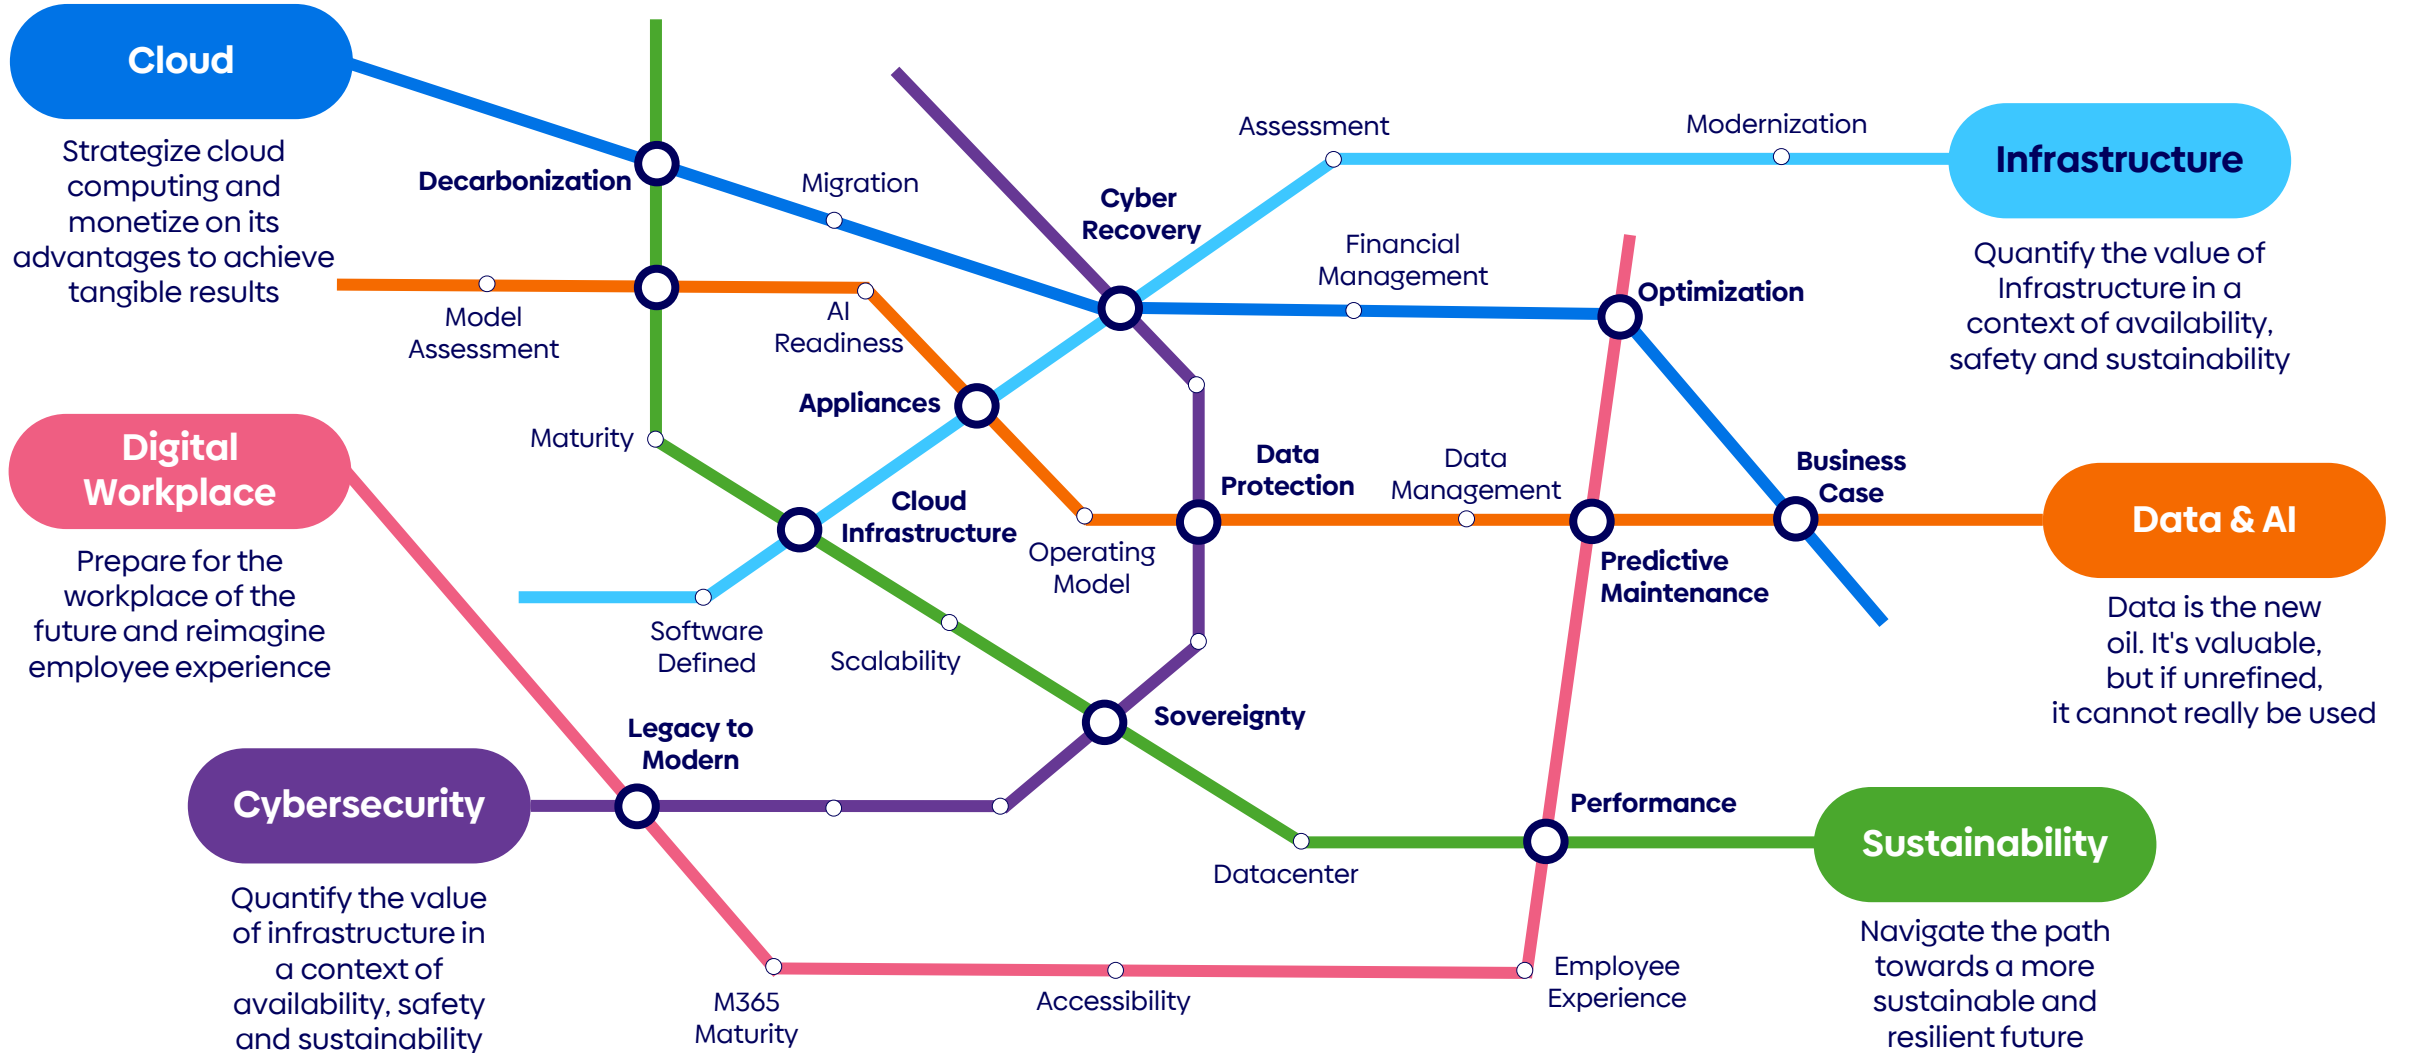 Cloud
Strategize cloud
computing and
monetize on its
advantages to achieve
tangible results
Decarbonization
Migration
Cyber
Recovery
Assessment
Modernization
Infrastructure
Quantify the value of
Infrastructure in a
context of availability,
safety and sustainability
Financial
Management
Optimization
Model
Assessment
AI
Readiness
Appliances
Maturity
Digital
Workplace
Prepare for the
workplace of the
future and reimagine
employee experience
Cloud
Infrastructure
Data
Protection
Data
Management
Business
Case
Data & AI
Data is the new
oil. It's valuable,
but if unrefined,
it cannot really be used
Operating
Model
Predictive
Maintenance
Software
Defined
Scalability
Legacy to
Modern
Sovereignty
Cybersecurity
Quantify the value
of infrastructure in
a context of
availability, safety
and sustainability
Performance
Sustainability
Navigate the path
towards a more
sustainable and
resilient future
Datacenter
M365
Maturity
Accessibility
Employee
Experience